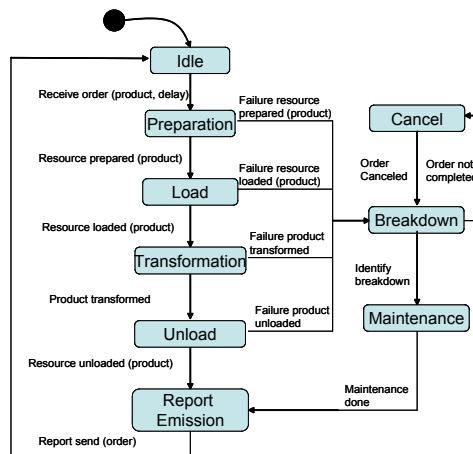 Idle
Receive order (product, delay)
Failure resource
prepared (product)
Preparation
Cancel
Resource prepared (product)
Failure resource
loaded (product)
Order
Canceled
Order not
completed
Load
Resource loaded (product)
Failure product
transformed
Breakdown
Transformation
Identify
breakdown
Product transformed
Failure product
unloaded
Unload
Maintenance
Resource unloaded (product)
Report
Emission
Maintenance
done
Report send (order)